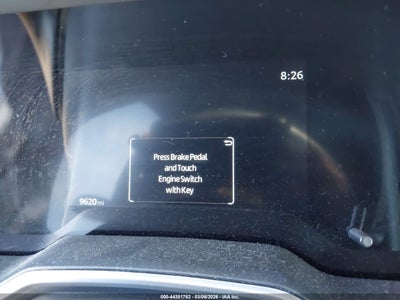 8:26
Press Brake Pedal
and Touch
Engine Switch
with Key
9620 mi
000-44381762 - 03/06/2026 - IAA Inc.